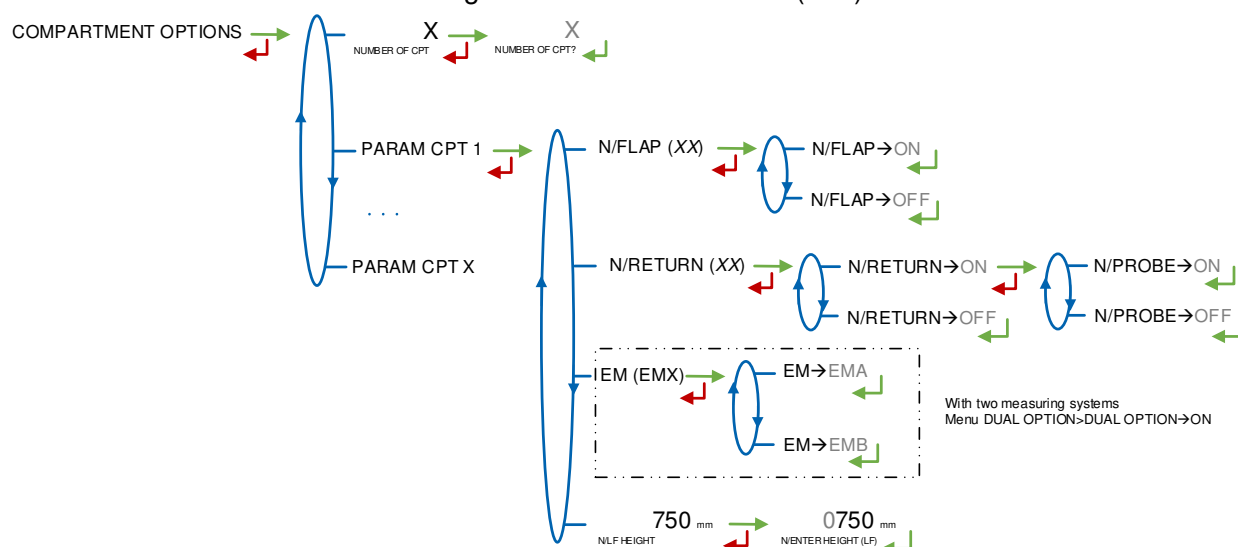 COMPARTMENT OPTIONS
X
NUMBER OF CPT
X
NUMBER OF CPT?
PARAM CPT 1
. . .
PARAM CPT X
N/FLAP (XX)
N/FLAP→ON
N/FLAP→OFF
N/RETURN (XX)
N/RETURN→ON
N/RETURN→OFF
N/PROBE→ON
N/PROBE→OFF
EM (EMX)
EM→EMA
EM→EMB
With two measuring systems
Menu DUAL OPTION>DUAL OPTION→ON
750 mm
N/LF HEIGHT
0750 mm
N/ENTER HEIGHT (LF)